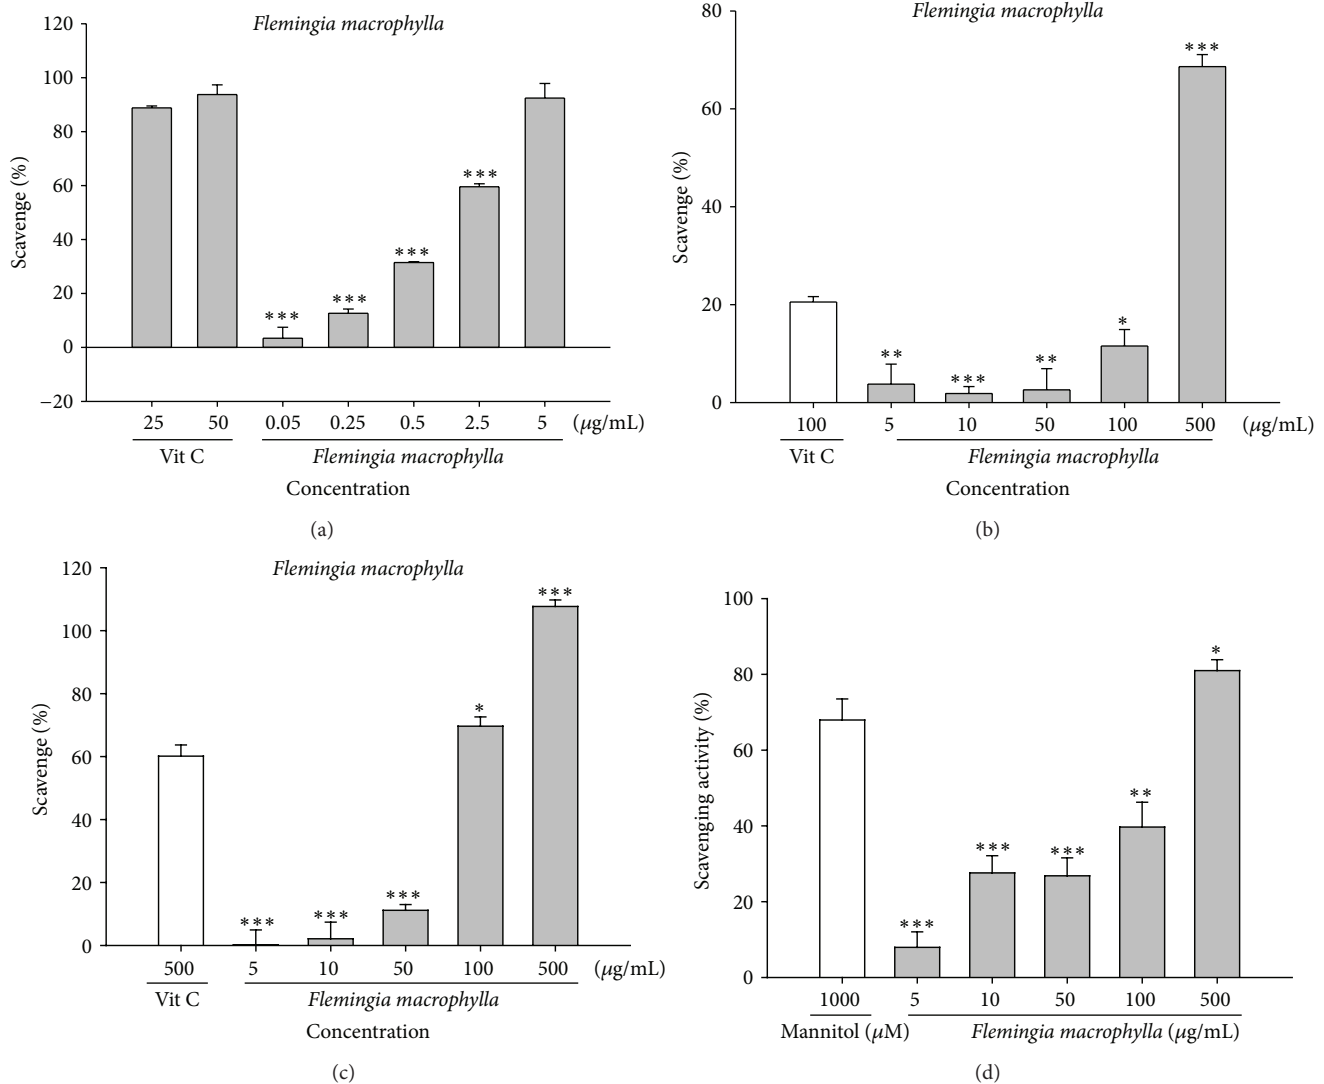 Flemingia macrophylla
120
100
80
60
40
20
0
−20
Scavenge (%)
***
***
***
***
25 50 0.05 0.25 0.5 2.5 5 (μg/mL)
Vit C Flemingia macrophylla
Concentration
(a)
Flemingia macrophylla
80
60
40
20
0
Scavenge (%)
**
***
**
*
***
100 5 10 50 100 500 (μg/mL)
Vit C Flemingia macrophylla
Concentration
(b)
Flemingia macrophylla
120
100
80
60
40
20
0
Scavenge (%)
***
***
***
*
***
500 5 10 50 100 500 (μg/mL)
Vit C Flemingia macrophylla
Concentration
(c)
100
80
60
40
20
0
Scavenging activity (%)
***
***
***
**
*
1000 5 10 50 100 500
Mannitol (μM) Flemingia macrophylla (μg/mL)
(d)